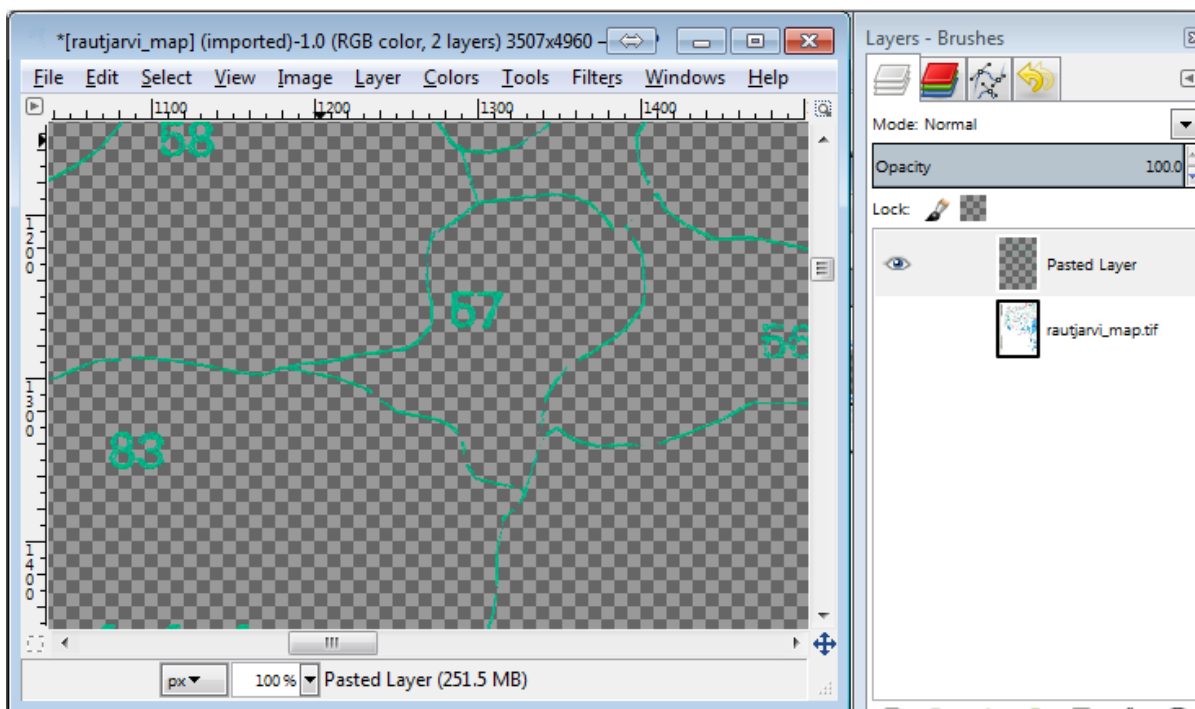 *[rautjarvi_map] (imported)-1.0 (RGB color, 2 layers) 3507x4960 –
File Edit Select View Image Layer Colors Tools Filters Windows Help
1100 1200 1300 1400
1200
1300
1400
58
57
56
83
px 100 % Pasted Layer (251.5 MB)
Layers - Brushes
Mode: Normal
Opacity 100.0
Lock:
Pasted Layer
rautjarvi_map.tif